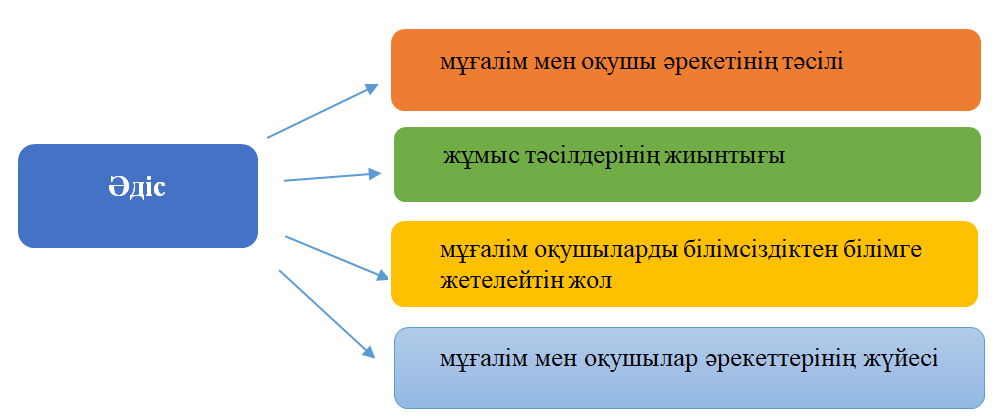 Әдіс
мұғалім мен оқушы әрекетінің тәсілі
жұмыс тәсілдерінің жиынтығы
мұғалім оқушыларды білімсіздіктен білімге
жетелейтін жол
мұғалім мен оқушылар әрекеттерінің жүйесі